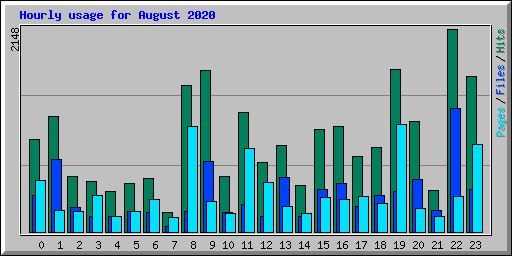 Hourly usage for August 2020
2148
Pages / Files / Hits
0 1 2 3 4 5 6 7 8 9 10 11 12 13 14 15 16 17 18 19 20 21 22 23